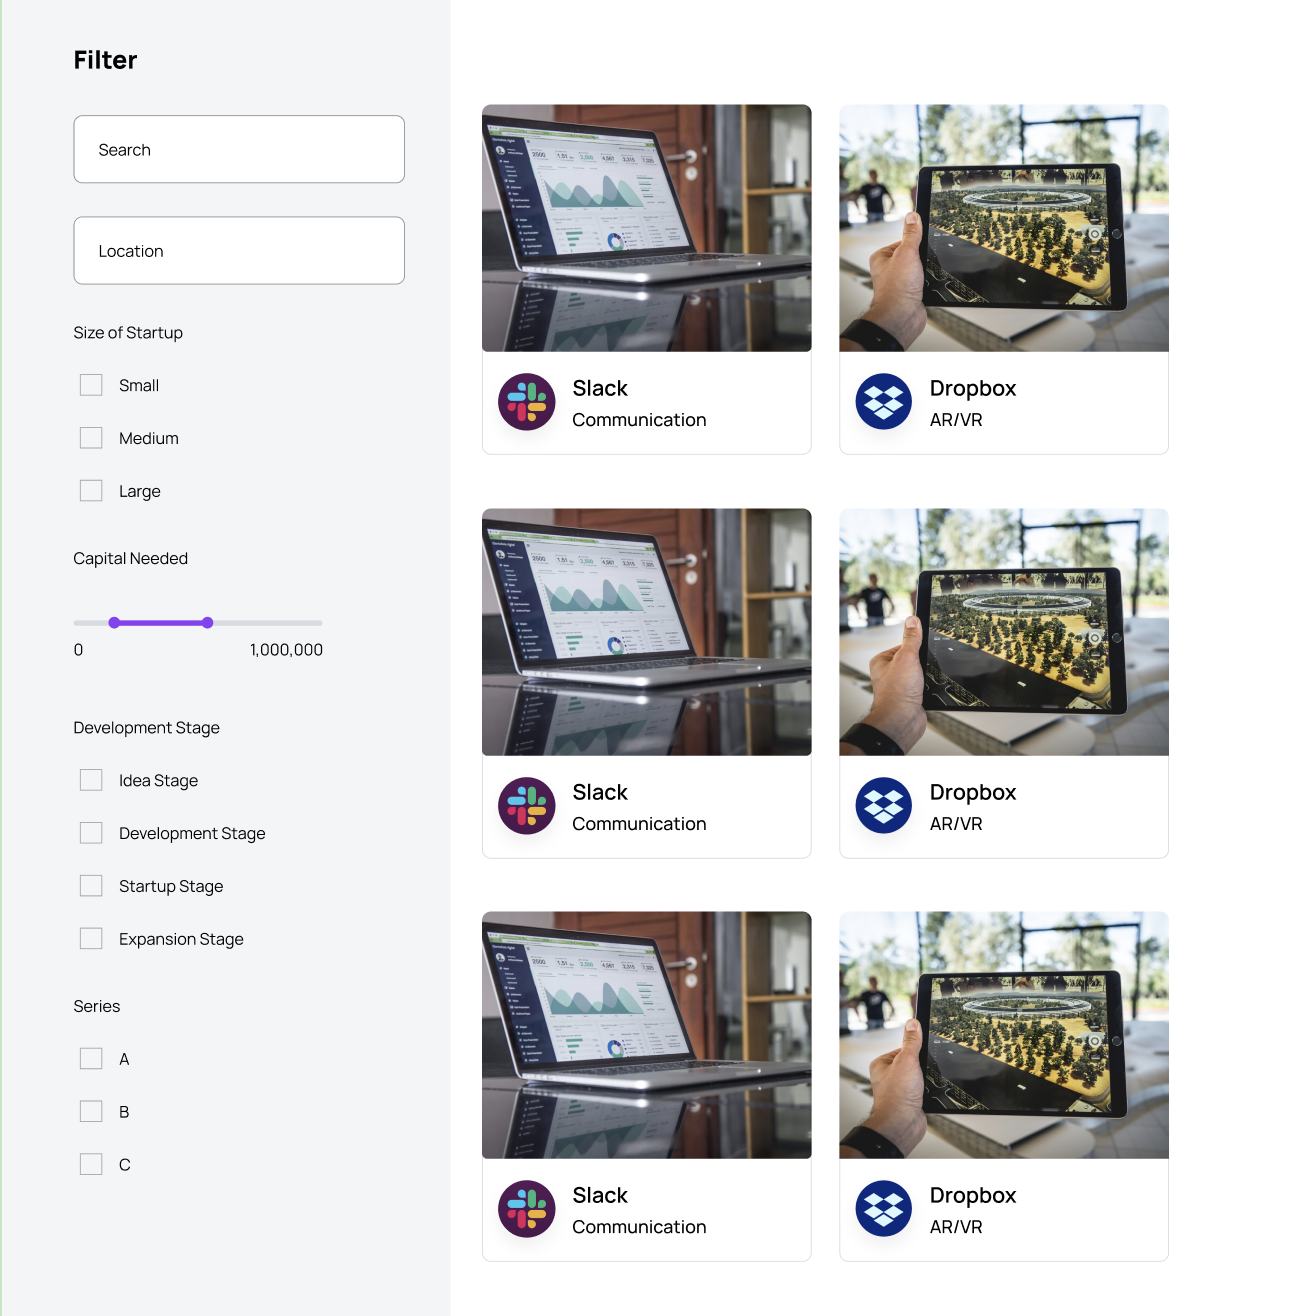 Filter
Search
Location
Size of Startup
Small
Medium
Large
Capital Needed
0 1,000,000
Development Stage
Idea Stage
Development Stage
Startup Stage
Expansion Stage
Series
A
B
C
Slack
Communication
Dropbox
AR/VR
Slack
Communication
Dropbox
AR/VR
Slack
Communication
Dropbox
AR/VR